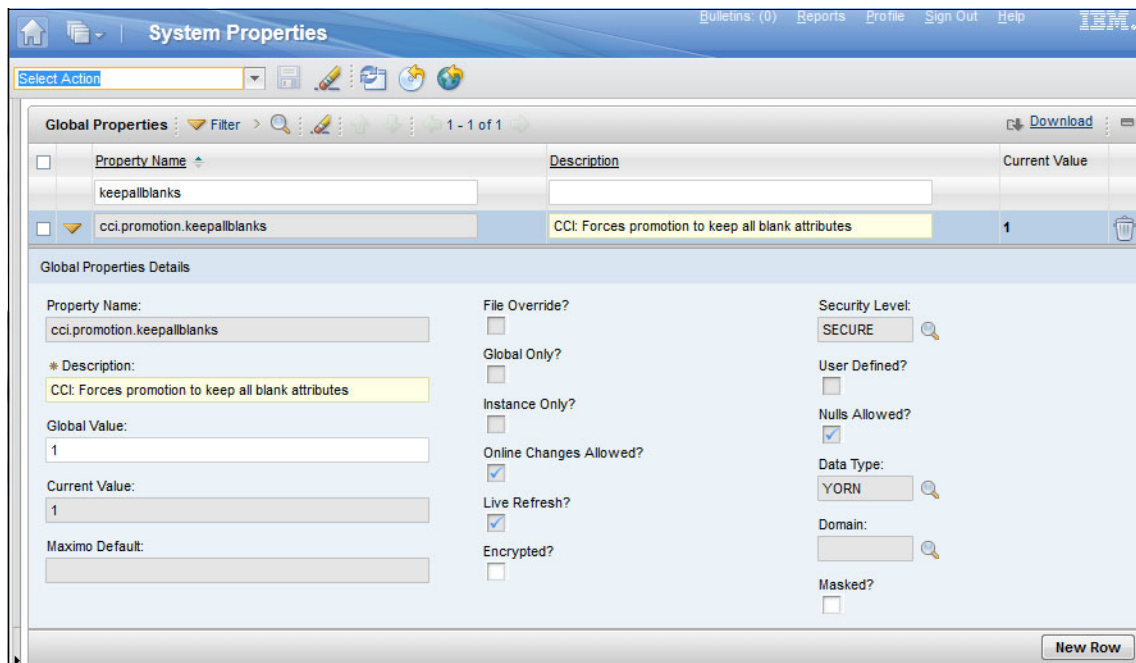 Bulletins: (0) Reports Profile Sign Out Help IBM.
System Properties
Select Action
Global Properties Filter > 1 - 1 of 1 Download
Property Name Description Current Value
keepallblanks
cci.promotion.keepallblanks CCI: Forces promotion to keep all blank attributes 1
Global Properties Details
Property Name: File Override? Security Level:
cci.promotion.keepallblanks SECURE
Global Only?
* Description: User Defined?
CCI: Forces promotion to keep all blank attributes
Instance Only?
Global Value: Nulls Allowed?
1
Online Changes Allowed?
Data Type:
Current Value: YORN
1 Live Refresh?
Domain:
Maximo Default: Encrypted?
Masked?
New Row